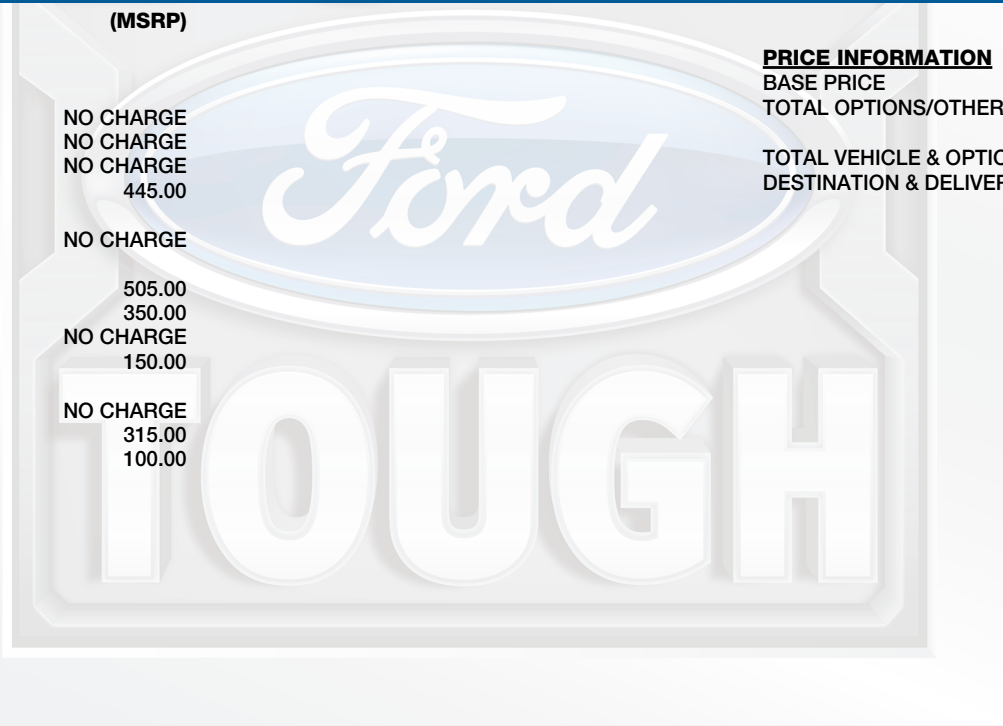 (MSRP)
NO CHARGE
NO CHARGE
NO CHARGE
445.00
NO CHARGE
505.00
350.00
NO CHARGE
150.00
NO CHARGE
315.00
100.00
PRICE INFORMATION
BASE PRICE
TOTAL OPTIONS/OTHER
TOTAL VEHICLE & OPTIO
DESTINATION & DELIVER
Ford
TOUGH